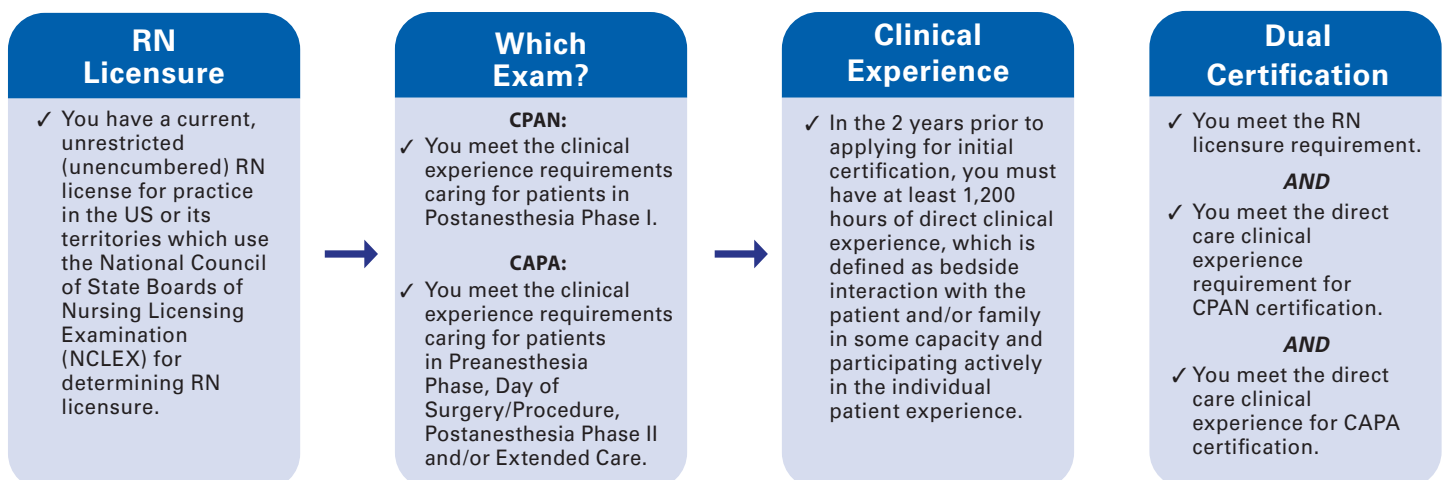 RN
Licensure
✓ You have a current,
unrestricted
(unencumbered) RN
license for practice
in the US or its
territories which use
the National Council
of State Boards of
Nursing Licensing
Examination
(NCLEX) for
determining RN
licensure.
Which
Exam?
CPAN:
✓ You meet the clinical
experience requirements
caring for patients in
Postanesthesia Phase I.
CAPA:
✓ You meet the clinical
experience requirements
caring for patients
in Preanesthesia
Phase, Day of
Surgery/Procedure,
Postanesthesia Phase II
and/or Extended Care.
Clinical
Experience
✓ In the 2 years prior to
applying for initial
certification, you must
have at least 1,200
hours of direct clinical
experience, which is
defined as bedside
interaction with the
patient and/or family
in some capacity and
participating actively
in the individual
patient experience.
Dual
Certification
✓ You meet the RN
licensure requirement.
AND
✓ You meet the direct
care clinical
experience
requirement for
CPAN certification.
AND
✓ You meet the direct
care clinical
experience for CAPA
certification.